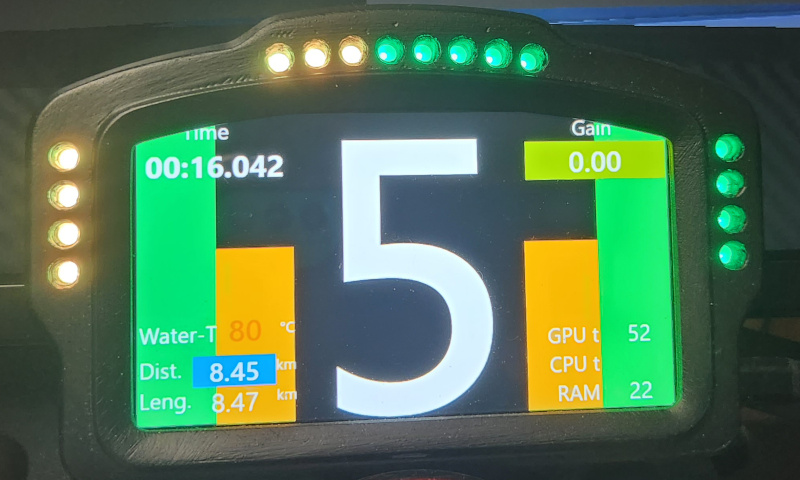 Time
00:16.042
5
Gain
0.00
Water-T 80 °C
Dist. 8.45 km
Leng. 8.47 km
GPU t 52
CPU t
RAM 22